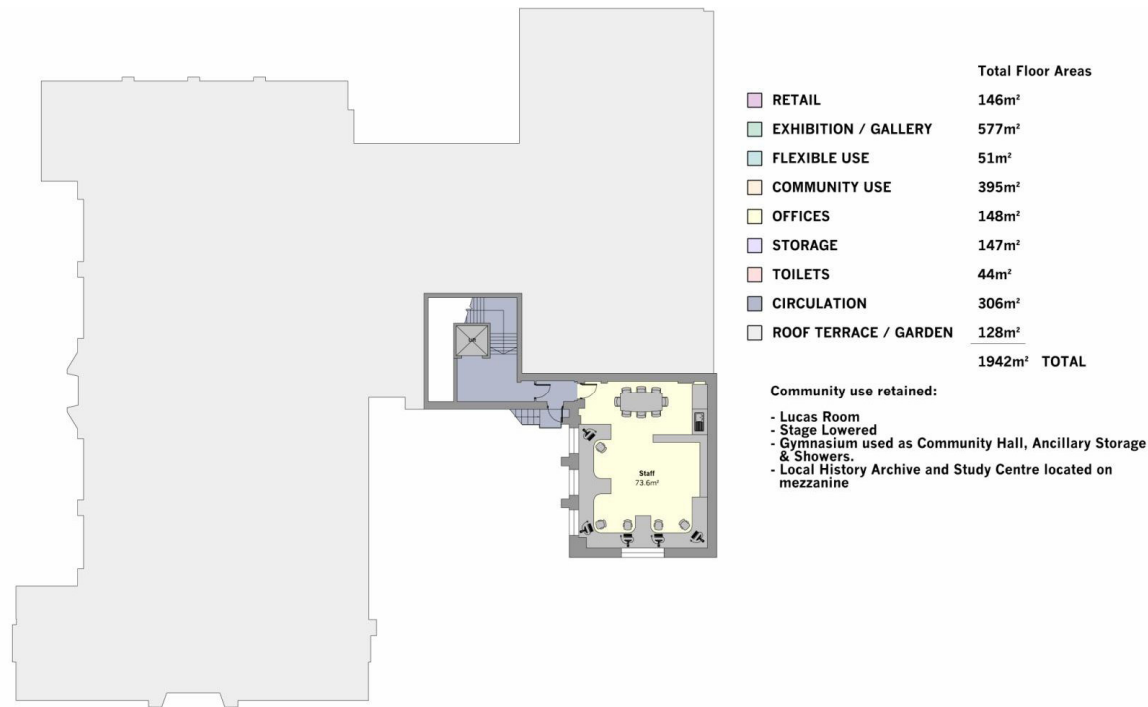 Total Floor Areas
RETAIL 146m²
EXHIBITION / GALLERY 577m²
FLEXIBLE USE 51m²
COMMUNITY USE 395m²
OFFICES 148m²
STORAGE 147m²
TOILETS 44m²
CIRCULATION 306m²
ROOF TERRACE / GARDEN 128m²
1942m² TOTAL
Community use retained:
- Lucas Room
- Stage Lowered
- Gymnasium used as Community Hall, Ancillary Storage
& Showers.
- Local History Archive and Study Centre located on
mezzanine
Staff
73.6m²